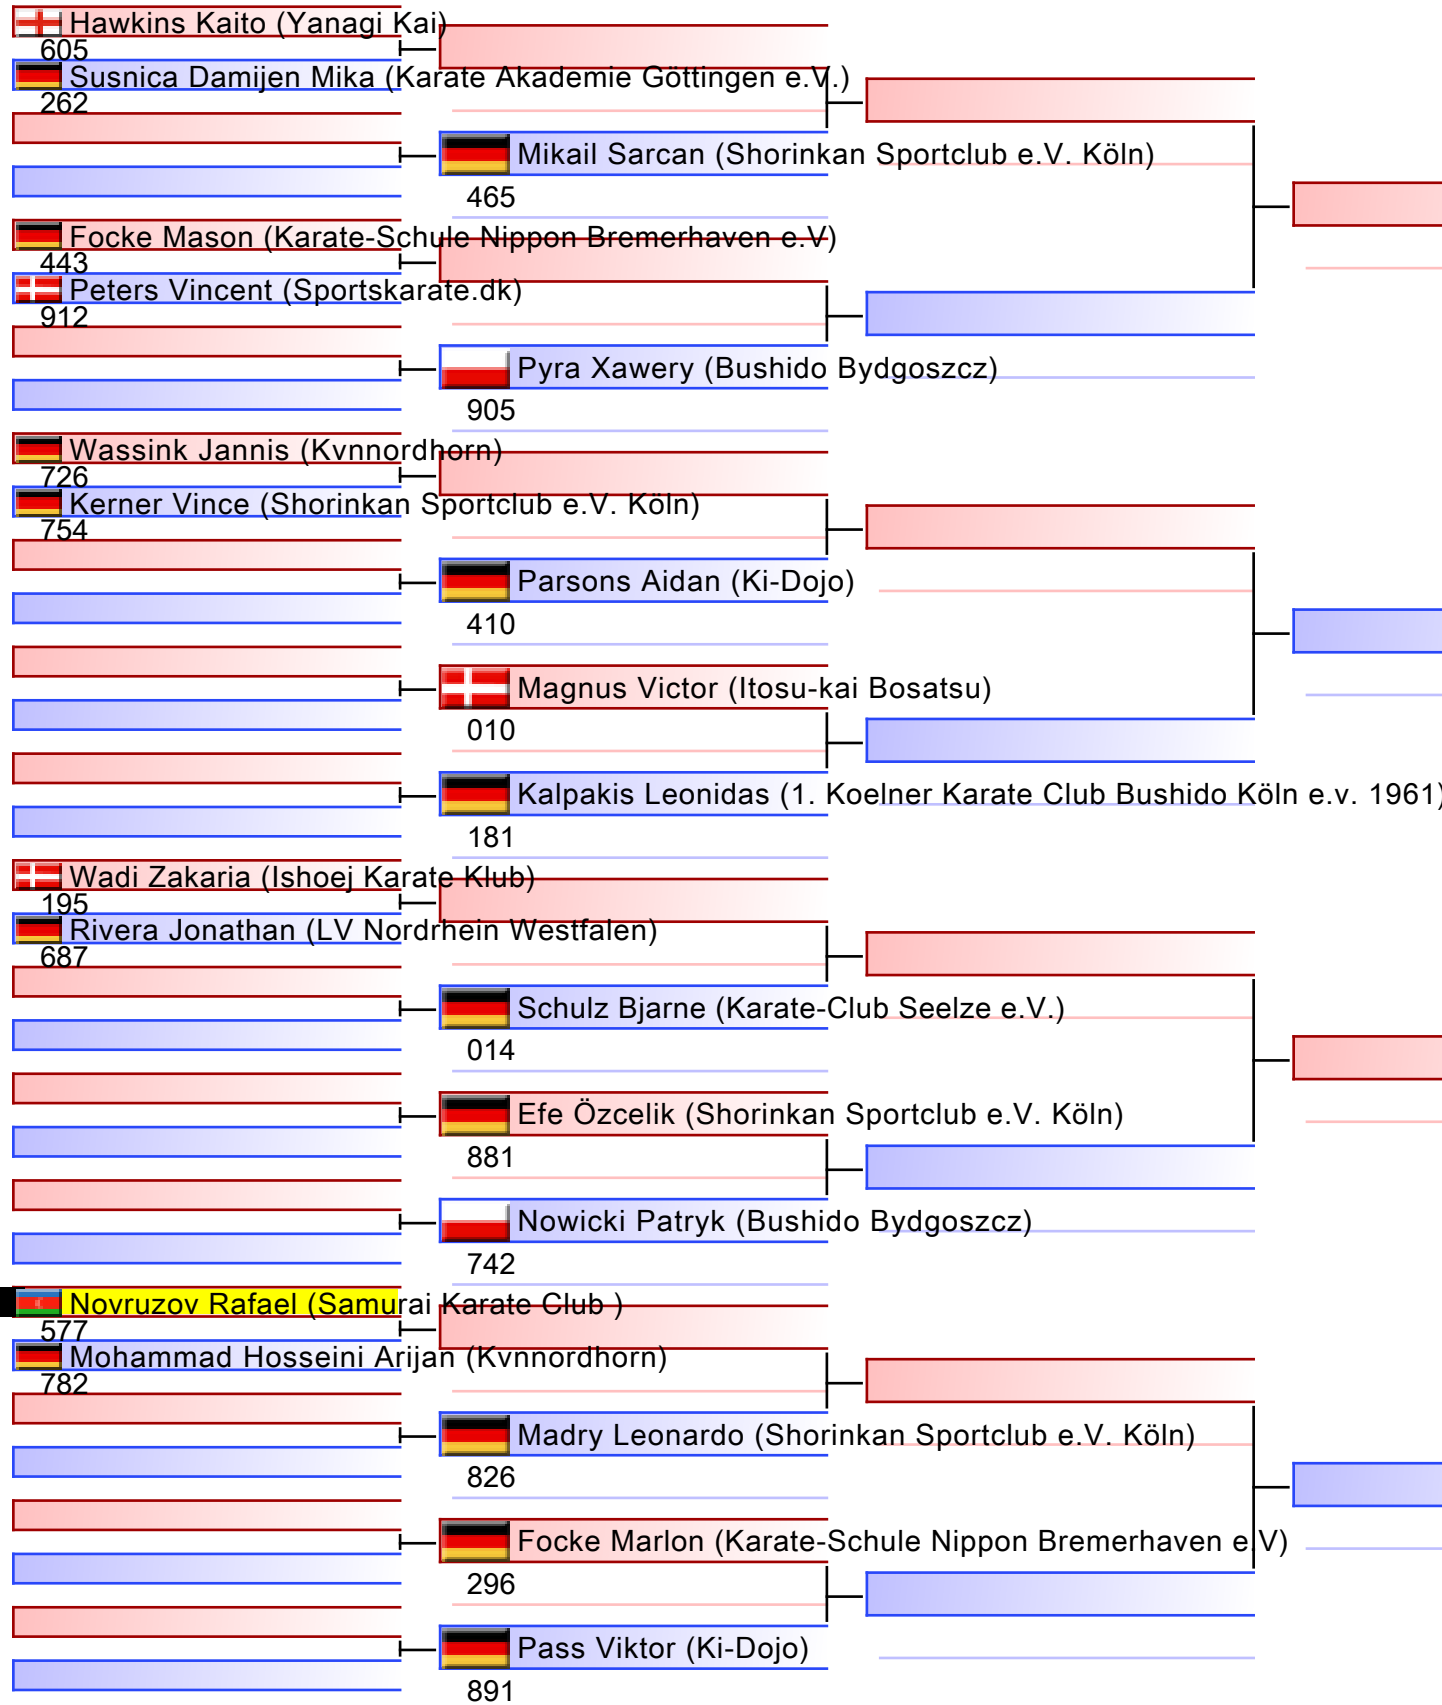 Hawkins Kaito (Yanagi Kai)
605
Susnica Damijen Mika (Karate Akademie Göttingen e.V.)
262
Mikail Sarcan (Shorinkan Sportclub e.V. Köln)
465
Focke Mason (Karate-Schule Nippon Bremerhaven e.V)
443
Peters Vincent (Sportskarate.dk)
912
Pyra Xawery (Bushido Bydgoszcz)
905
Wassink Jannis (Kvnnordhorn)
726
Kerner Vince (Shorinkan Sportclub e.V. Köln)
754
Parsons Aidan (Ki-Dojo)
410
Magnus Victor (Itosu-kai Bosatsu)
010
Kalpakis Leonidas (1. Koelner Karate Club Bushido Köln e.v. 1961)
181
Wadi Zakaria (Ishoej Karate Klub)
195
Rivera Jonathan (LV Nordrhein Westfalen)
687
Schulz Bjarne (Karate-Club Seelze e.V.)
014
Efe Özcelik (Shorinkan Sportclub e.V. Köln)
881
Nowicki Patryk (Bushido Bydgoszcz)
742
Novruzov Rafael (Samurai Karate Club )
577
Mohammad Hosseini Arijan (Kvnnordhorn)
782
Madry Leonardo (Shorinkan Sportclub e.V. Köln)
826
Focke Marlon (Karate-Schule Nippon Bremerhaven e.V)
296
Pass Viktor (Ki-Dojo)
891